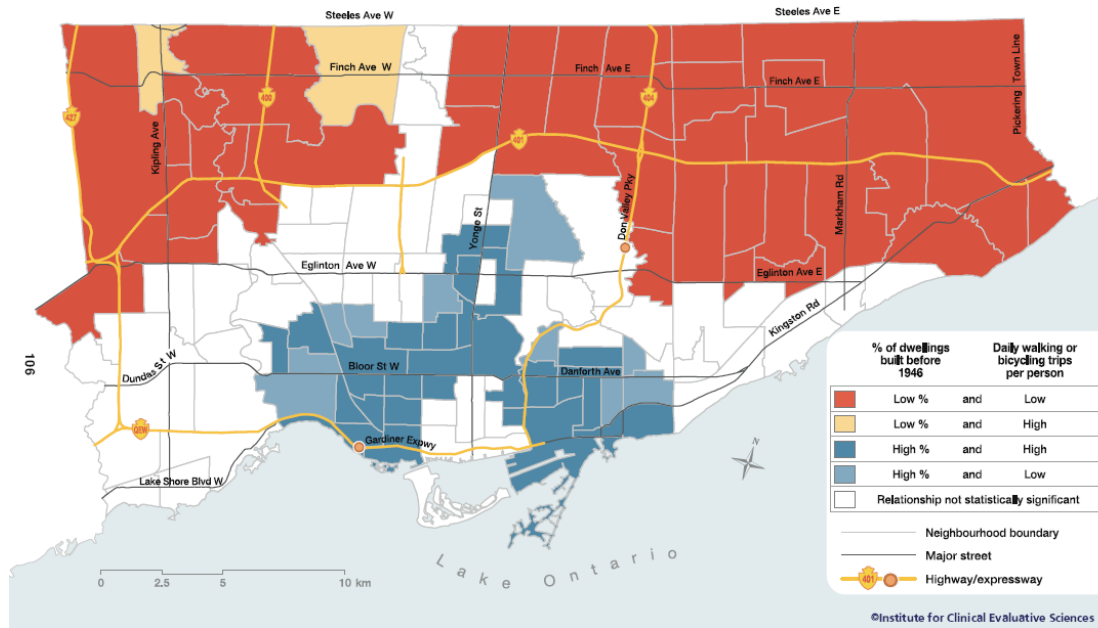 Steeles Ave W
Steeles Ave E
Finch Ave W
Finch Ave E
Finch Ave E
Pickering Town Line
427
400
404
401
Kipling Ave
Yonge St
Don Valley Pky
Markham Rd
Eglinton Ave W
Eglinton Ave E
Kingston Rd
Dundas St W
Bloor St W
Danforth Ave
QEW
Gardiner Expwy
Lake Shore Blvd W
Lake Ontario
N
106
0 2.5 5 10 km
% of dwellings built before 1946
Daily walking or bicycling trips per person
Low % and Low
Low % and High
High % and High
High % and Low
Relationship not statistically significant
Neighbourhood boundary
Major street
401 Highway/expressway
©Institute for Clinical Evaluative Sciences